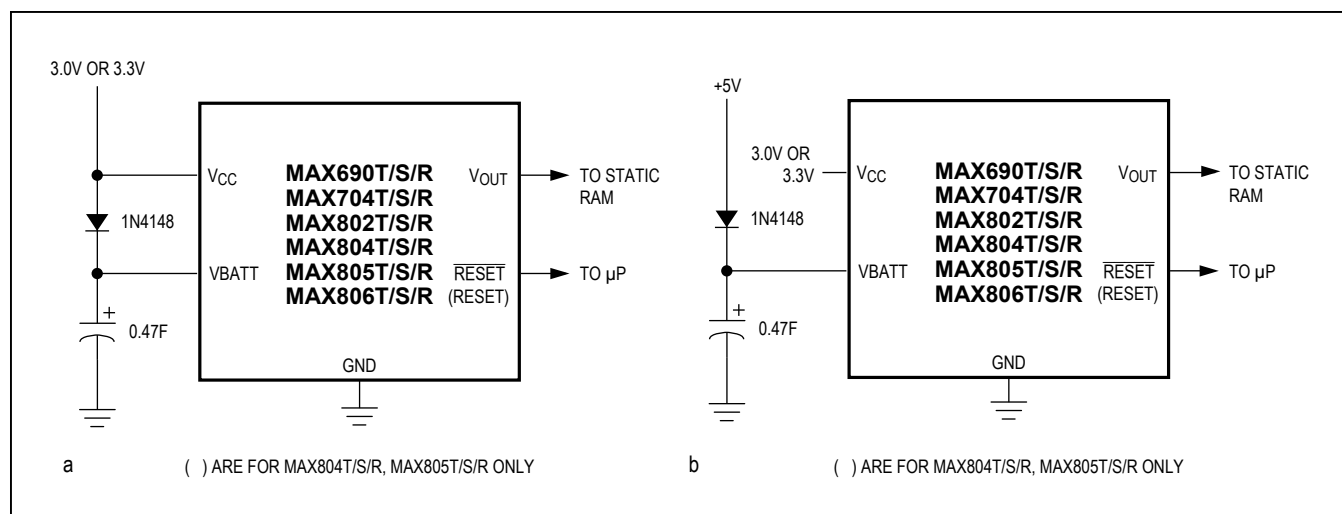 3.0V OR 3.3V
VCC
MAX690T/S/R
MAX704T/S/R
MAX802T/S/R
MAX804T/S/R
MAX805T/S/R
MAX806T/S/R
VOUT
TO STATIC
RAM
1N4148
VBATT
RESET
(RESET)
TO µP
+
0.47F
GND
a
( ) ARE FOR MAX804T/S/R, MAX805T/S/R ONLY
+5V
3.0V OR
3.3V
VCC
MAX690T/S/R
MAX704T/S/R
MAX802T/S/R
MAX804T/S/R
MAX805T/S/R
MAX806T/S/R
VOUT
TO STATIC
RAM
1N4148
VBATT
RESET
(RESET)
TO µP
+
0.47F
GND
b
( ) ARE FOR MAX804T/S/R, MAX805T/S/R ONLY